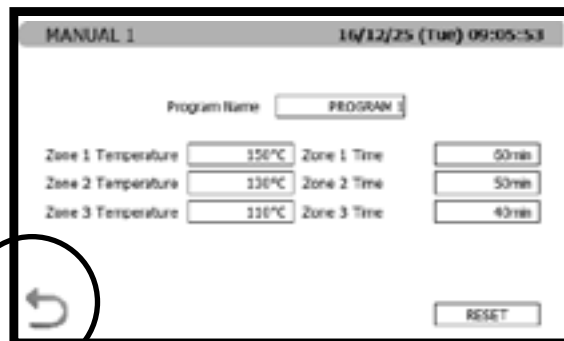 MANUAL 1 16/12/25 (Tue) 09:05:53
Program Name PROGRAM 1
Zone 1 Temperature 150°C Zone 1 Time 60min
Zone 2 Temperature 130°C Zone 2 Time 50min
Zone 3 Temperature 110°C Zone 3 Time 40min
RESET